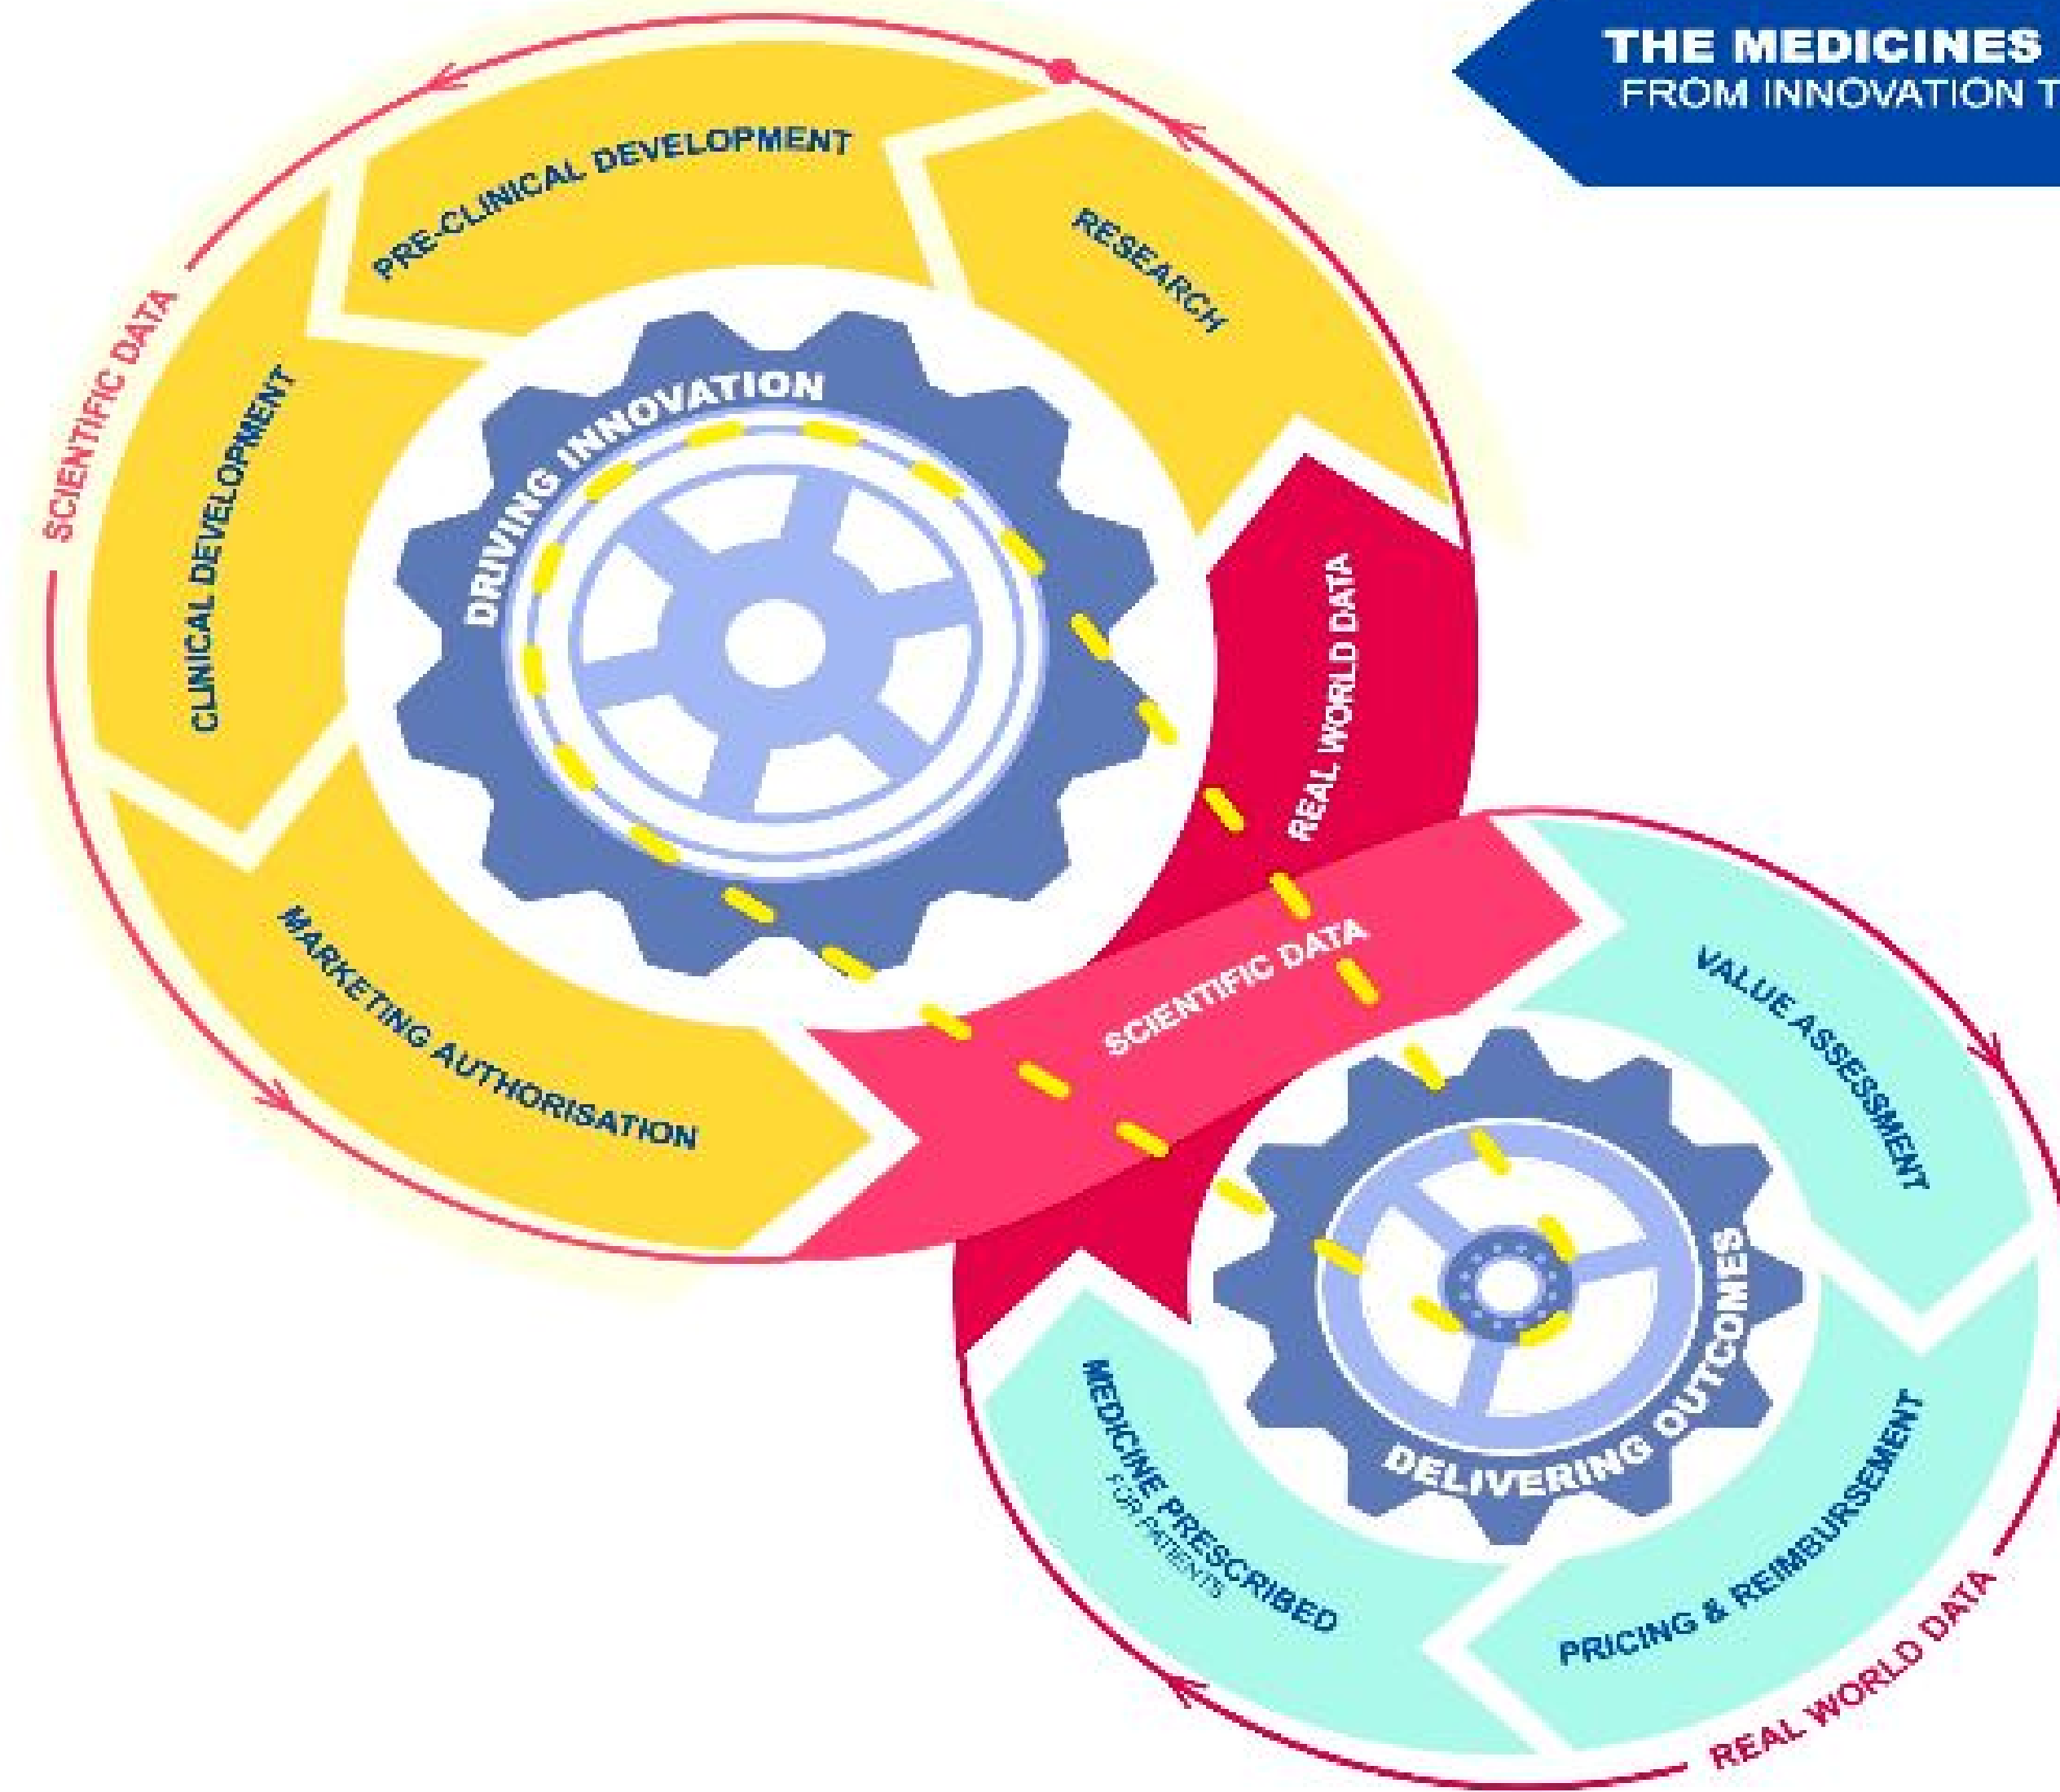 THE MEDICINES
FROM INNOVATION T
RESEARCH
PRE-CLINICAL DEVELOPMENT
SCIENTIFIC DATA
CLINICAL DEVELOPMENT
MARKETING AUTHORISATION
DRIVING INNOVATION
REAL WORLD DATA
SCIENTIFIC DATA
VALUE ASSESSMENT
PRICING & REIMBURSEMENT
MEDICINE PRESCRIBED
FOR PATIENTS
DELIVERING OUTCOMES
REAL WORLD DATA